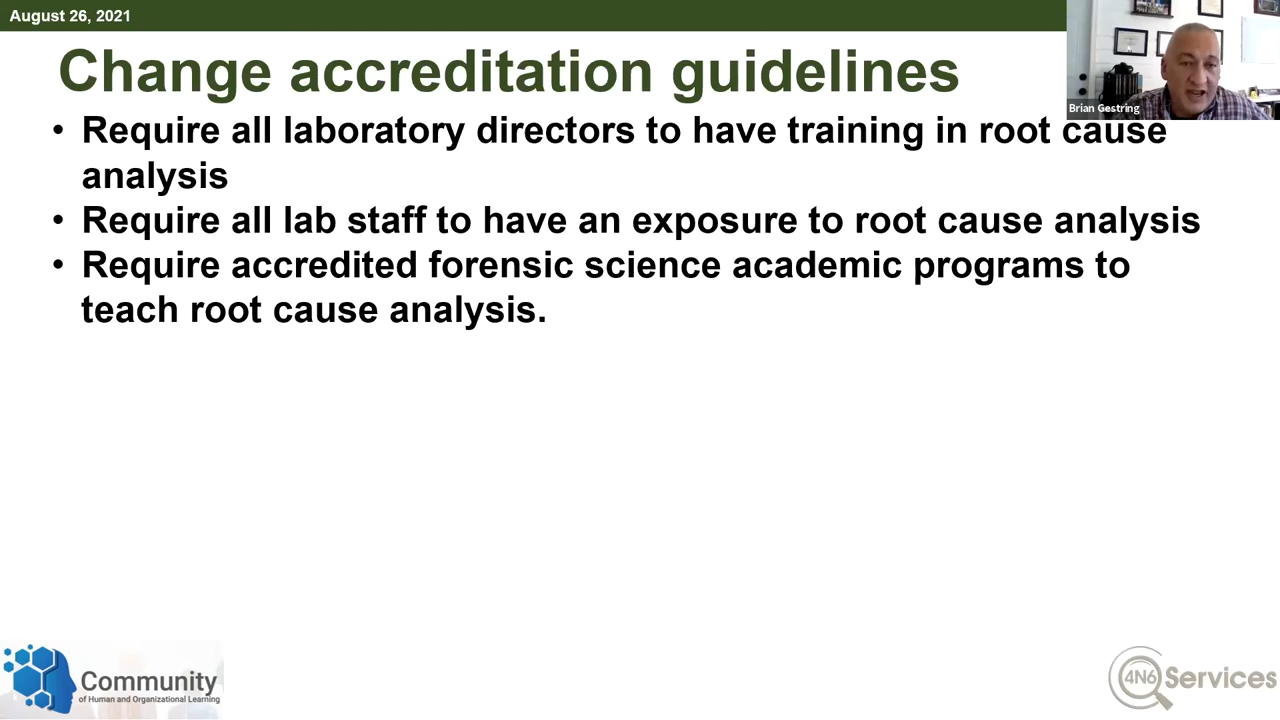 August 26, 2021
Change accreditation guidelines
Brian Gestring
• Require all laboratory directors to have training in root cause
analysis
• Require all lab staff to have an exposure to root cause analysis
• Require accredited forensic science academic programs to
teach root cause analysis.
Community
of Human and Organizational Learning
4N6 Services